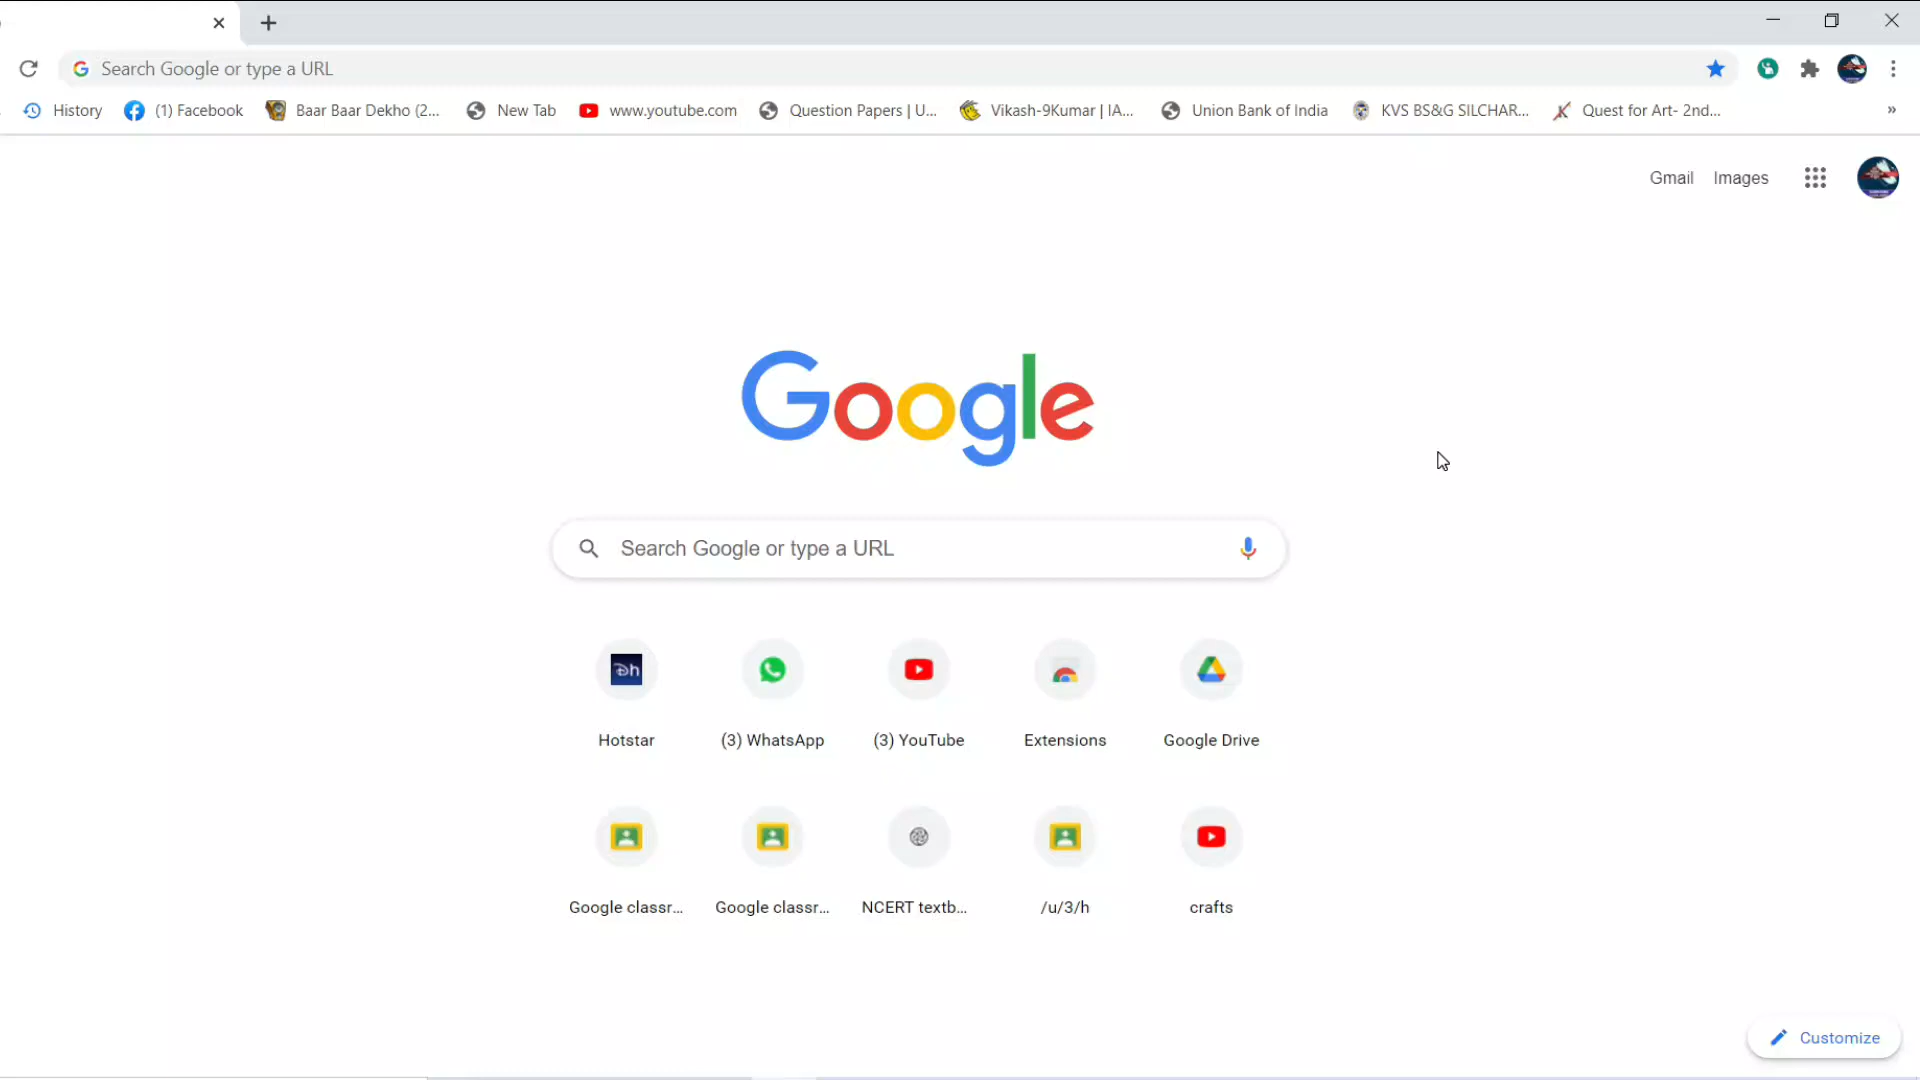 Search Google or type a URL
History
(1) Facebook
Baar Baar Dekho (2...
New Tab
www.youtube.com
Question Papers | U...
Vikash-9Kumar | IA...
Union Bank of India
KVS BS&G SILCHAR...
Quest for Art- 2nd...
»
Gmail
Images
Google
Search Google or type a URL
Hotstar
(3) WhatsApp
(3) YouTube
Extensions
Google Drive
Google classr...
Google classr...
NCERT textb...
/u/3/h
crafts
Customize